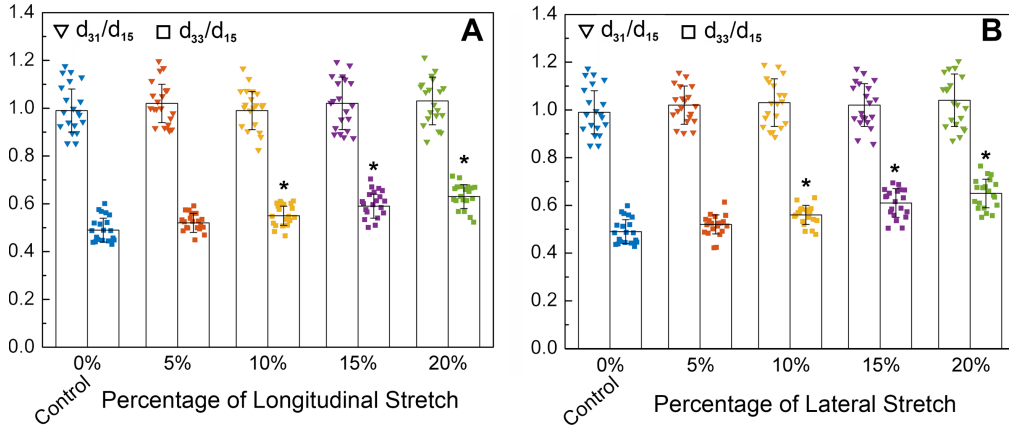 1.4
1.2
1.0
0.8
0.6
0.4
0.2
0.0
d31/d15 d33/d15
A
*
*
*
0% 5% 10% 15% 20%
Control
Percentage of Longitudinal Stretch
1.4
1.2
1.0
0.8
0.6
0.4
0.2
0.0
d31/d15 d33/d15
B
*
*
*
0% 5% 10% 15% 20%
Control
Percentage of Lateral Stretch